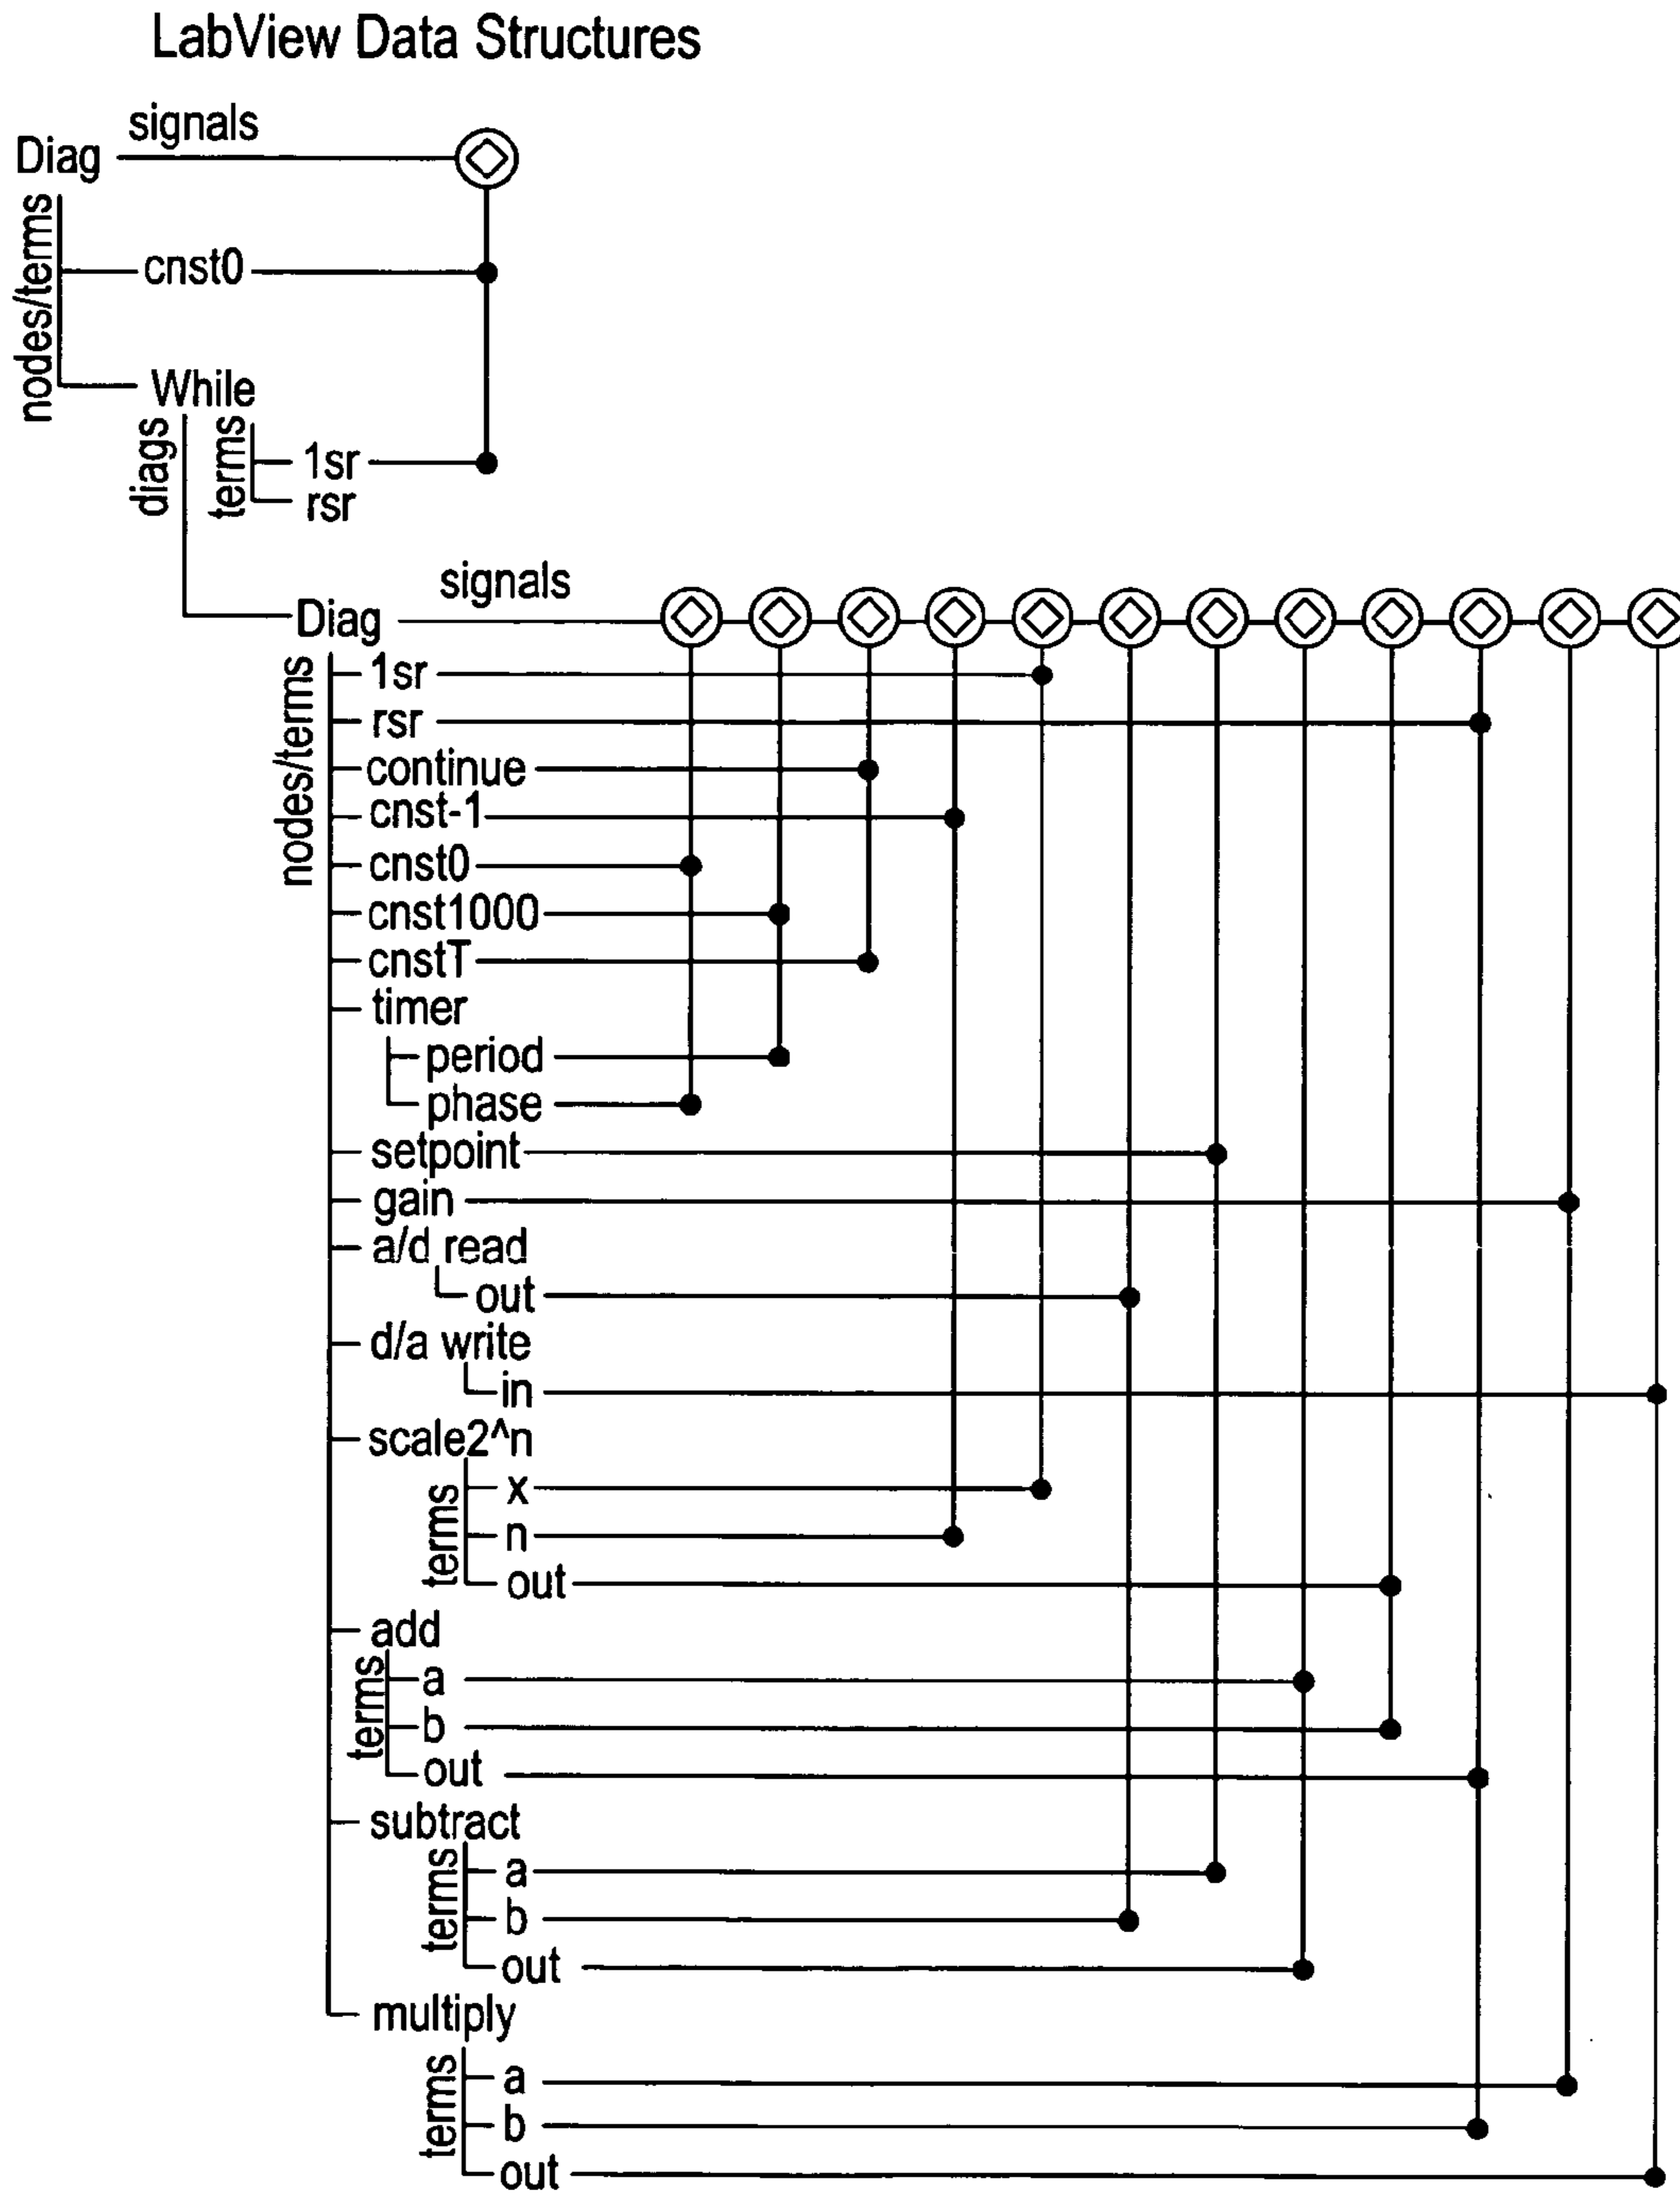 LabView Data Structures
signals
Diag
nodes/terms
cnst0
While
diags
terms
1sr
rsr
signals
Diag
nodes/terms
1sr
rsr
continue
cnst-1
cnst0
cnst1000
cnstT
timer
period
phase
setpoint
gain
a/d read
out
d/a write
in
scale2^n
terms
x
n
out
add
terms
a
b
out
subtract
terms
a
b
out
multiply
terms
a
b
out